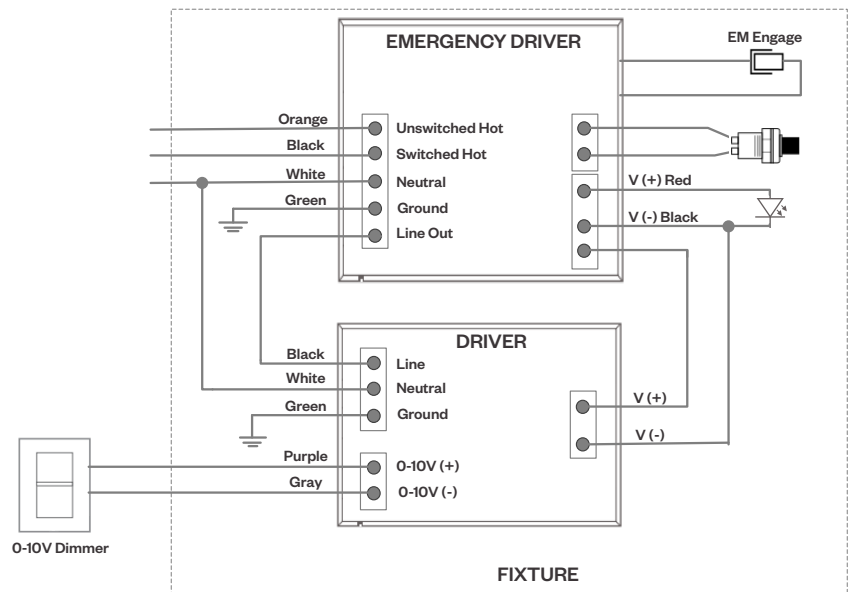 EMERGENCY DRIVER
EM Engage
Orange
Unswitched Hot
Black
Switched Hot
White
Neutral
V (+) Red
Green
Ground
V (-) Black
Line Out
DRIVER
Black
Line
White
Neutral
V (+)
Green
Ground
V (-)
Purple
0-10V (+)
Gray
0-10V (-)
0-10V Dimmer
FIXTURE